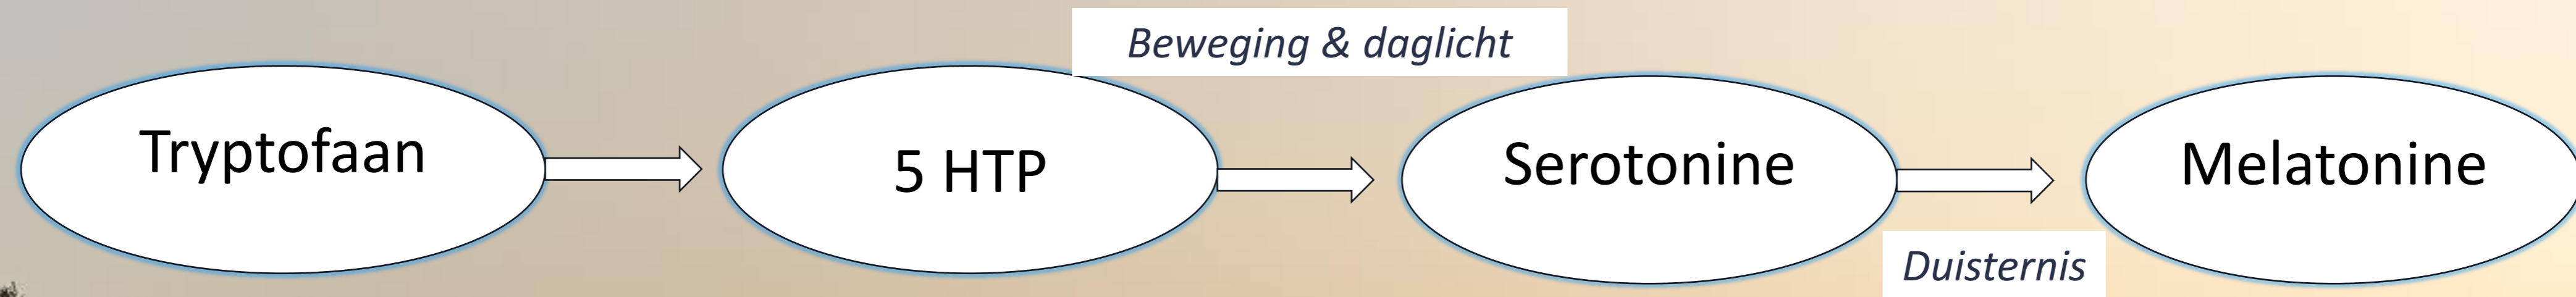 Beweging & daglicht
Tryptofaan
5 HTP
Serotonine
Melatonine
Duisternis